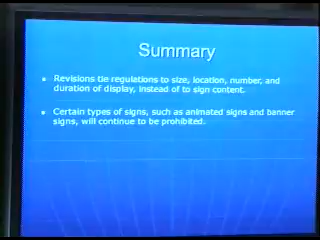 Summary
Revisions tie regulations to size, location, number, and
duration of display, instead of to sign content.
Certain types of signs, such as animated signs and banner
signs, will continue to be prohibited.